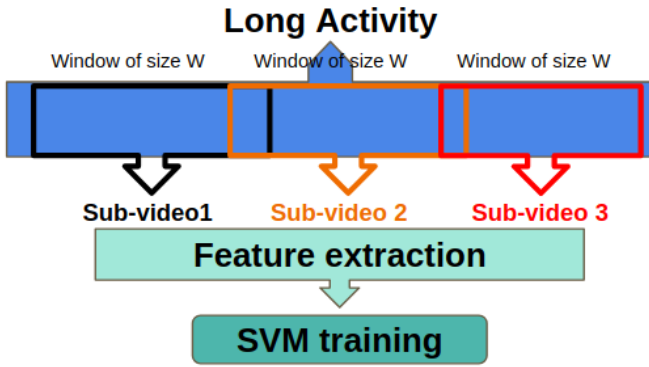 Long Activity
Window of size W Window of size W Window of size W
Sub-video1 Sub-video 2 Sub-video 3
Feature extraction
SVM training